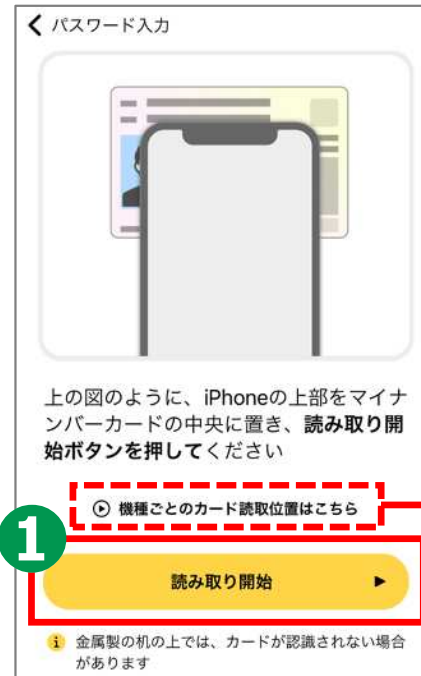 パスワード入力
上の図のように、iPhoneの上部をマイナ
ンバーカードの中央に置き、読み取り開
始ボタンを押してください
機種ごとのカード読取位置はこちら
1
読み取り開始
金属製の机の上では、カードが認識されない場合
があります